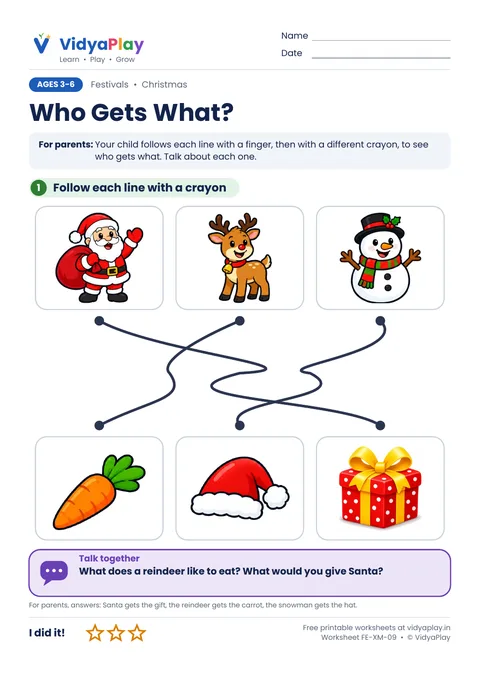 VidyaPlay
Learn • Play • Grow
Name
Date
AGES 3–6 Festivals • Christmas
Who Gets What?
For parents: Your child follows each line with a finger, then with a different crayon, to see
who gets what. Talk about each one.
1 Follow each line with a crayon
Talk together
What does a reindeer like to eat? What would you give Santa?
For parents, answers: Santa gets the gift, the reindeer gets the carrot, the snowman gets the hat.
I did it!
Free printable worksheets at vidyaplay.in
Worksheet FE-XM-09 • © VidyaPlay